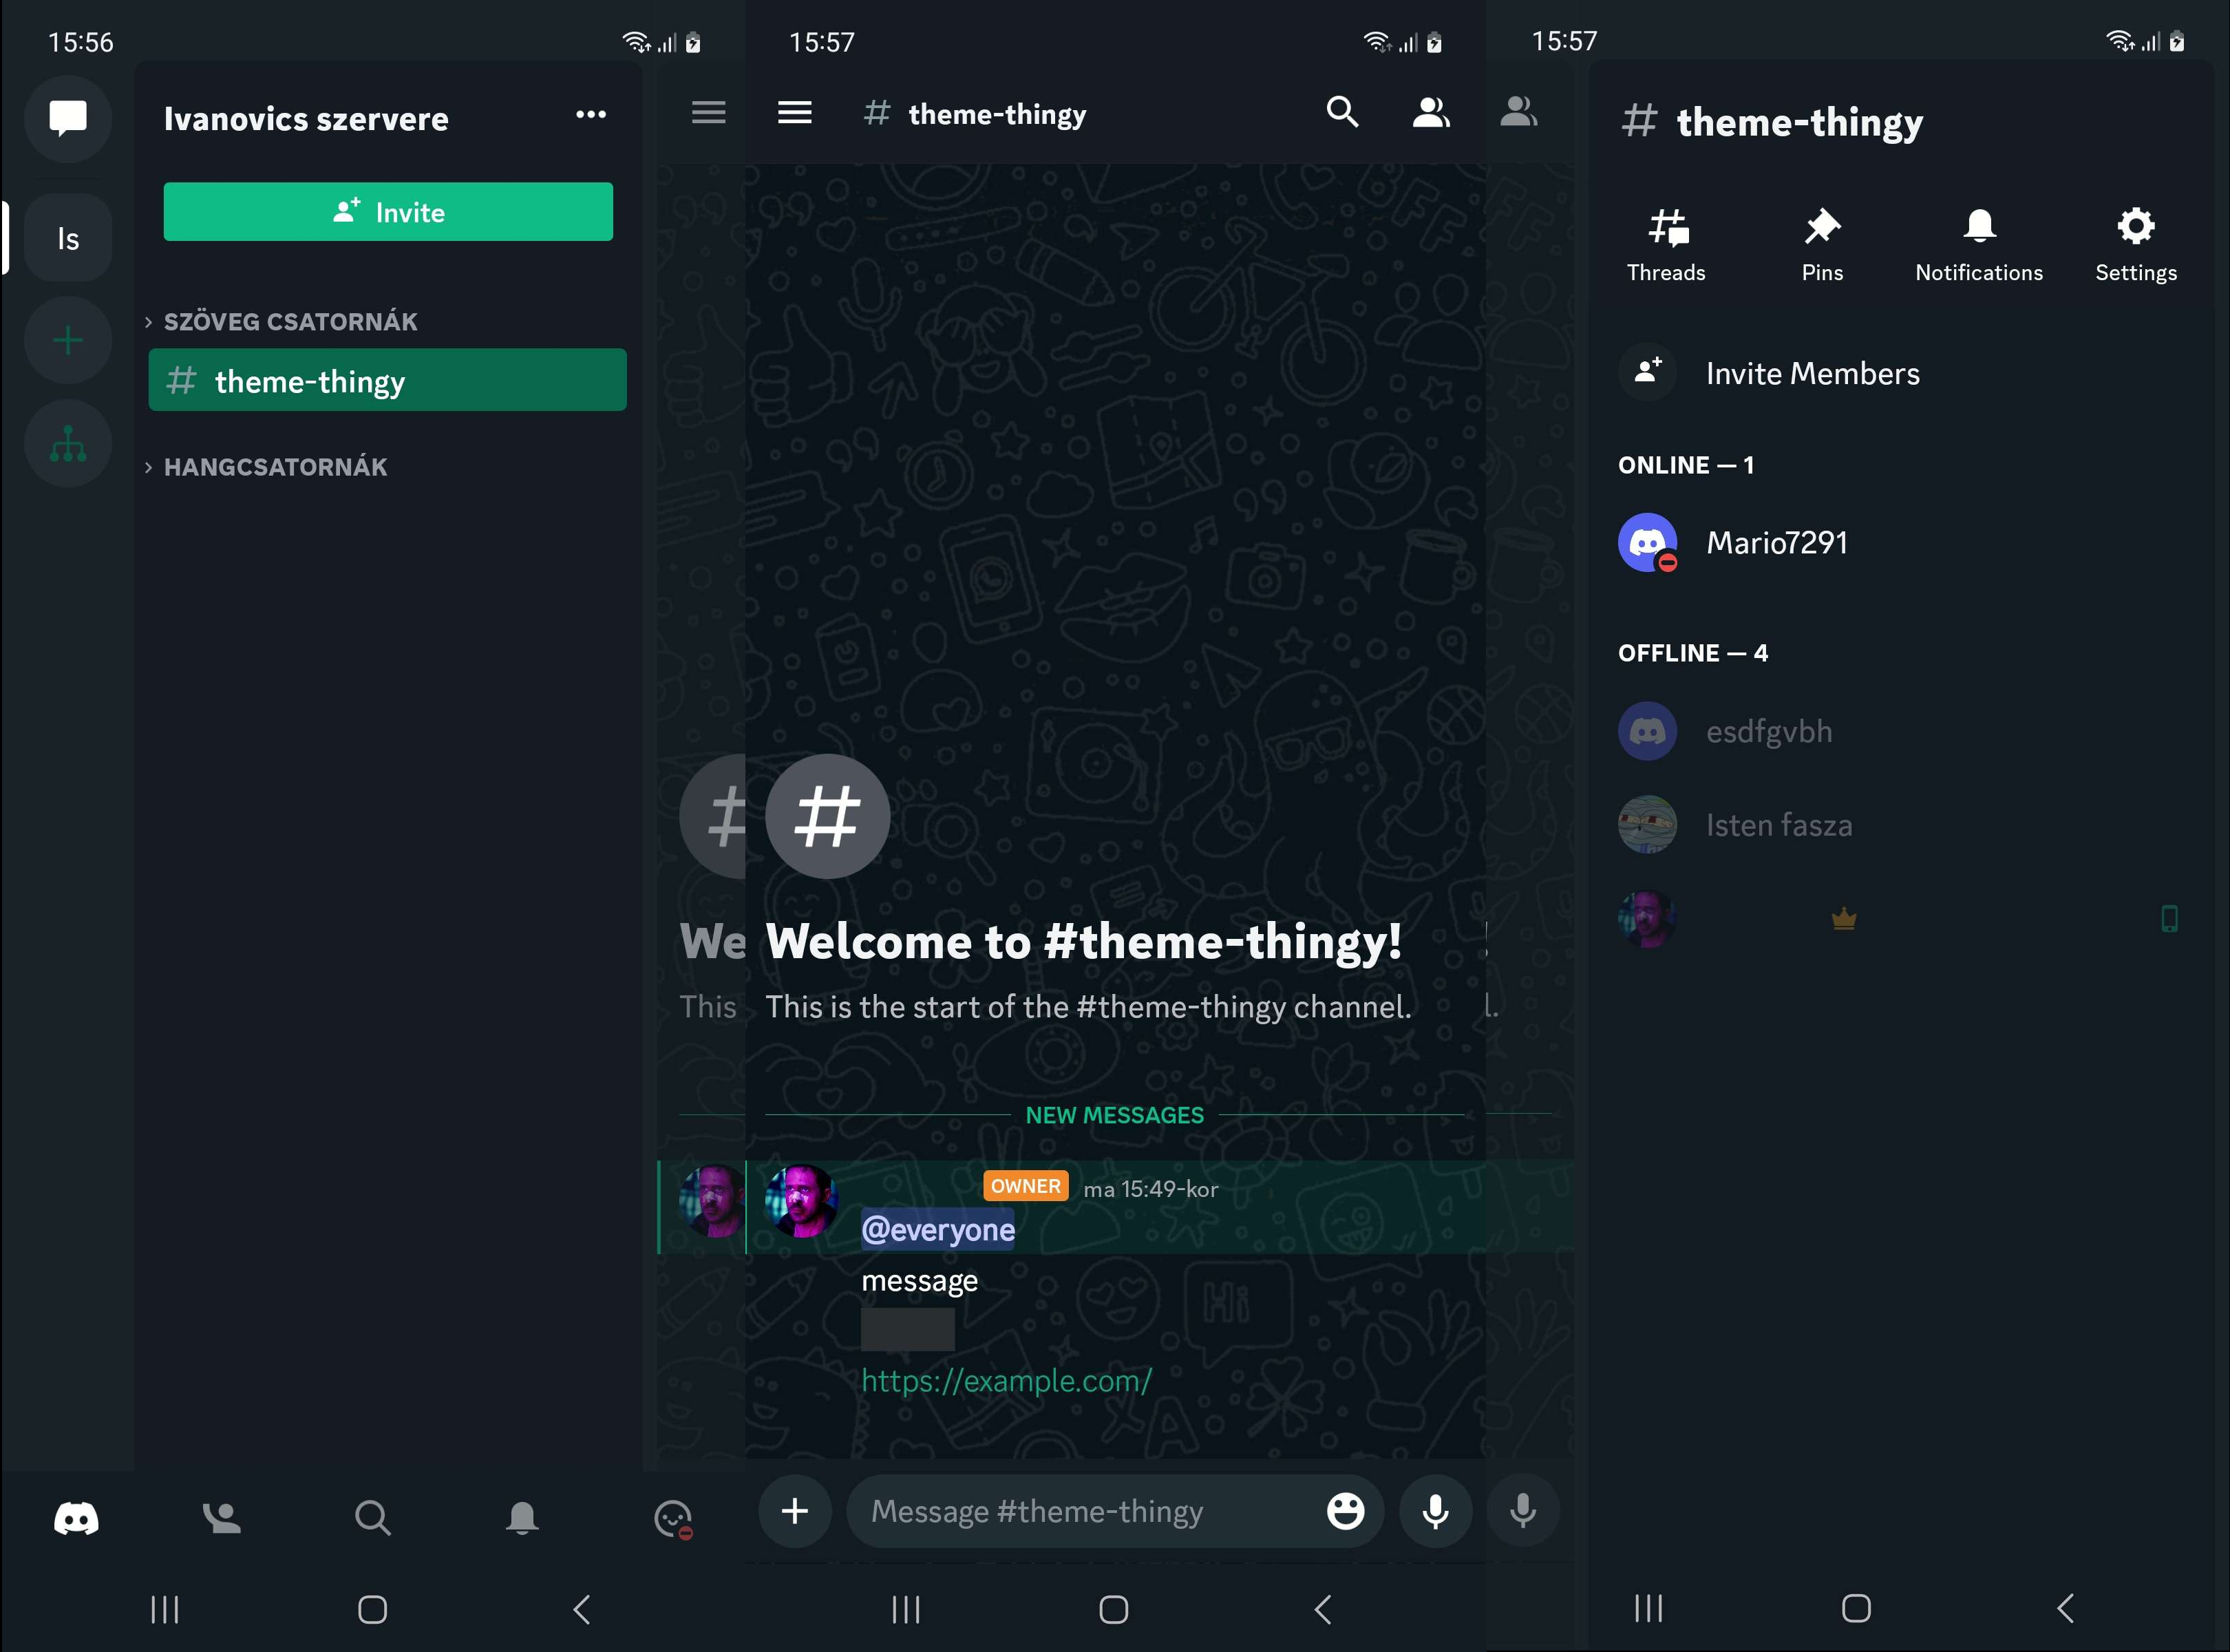 15:56
Ivanovics szervere
Invite
Is
SZÖVEG CSATORNÁK
theme-thingy
HANGCSATORNÁK
We
This
15:57
# theme-thingy
#
Welcome to #theme-thingy!
This is the start of the #theme-thingy channel.
NEW MESSAGES
OWNER ma 15:49-kor
@everyone
message
https://example.com/
Hi
Message #theme-thingy
15:57
# theme-thingy
Threads
Pins
Notifications
Settings
Invite Members
ONLINE — 1
Mario7291
OFFLINE — 4
esdfgvbh
Isten fasza